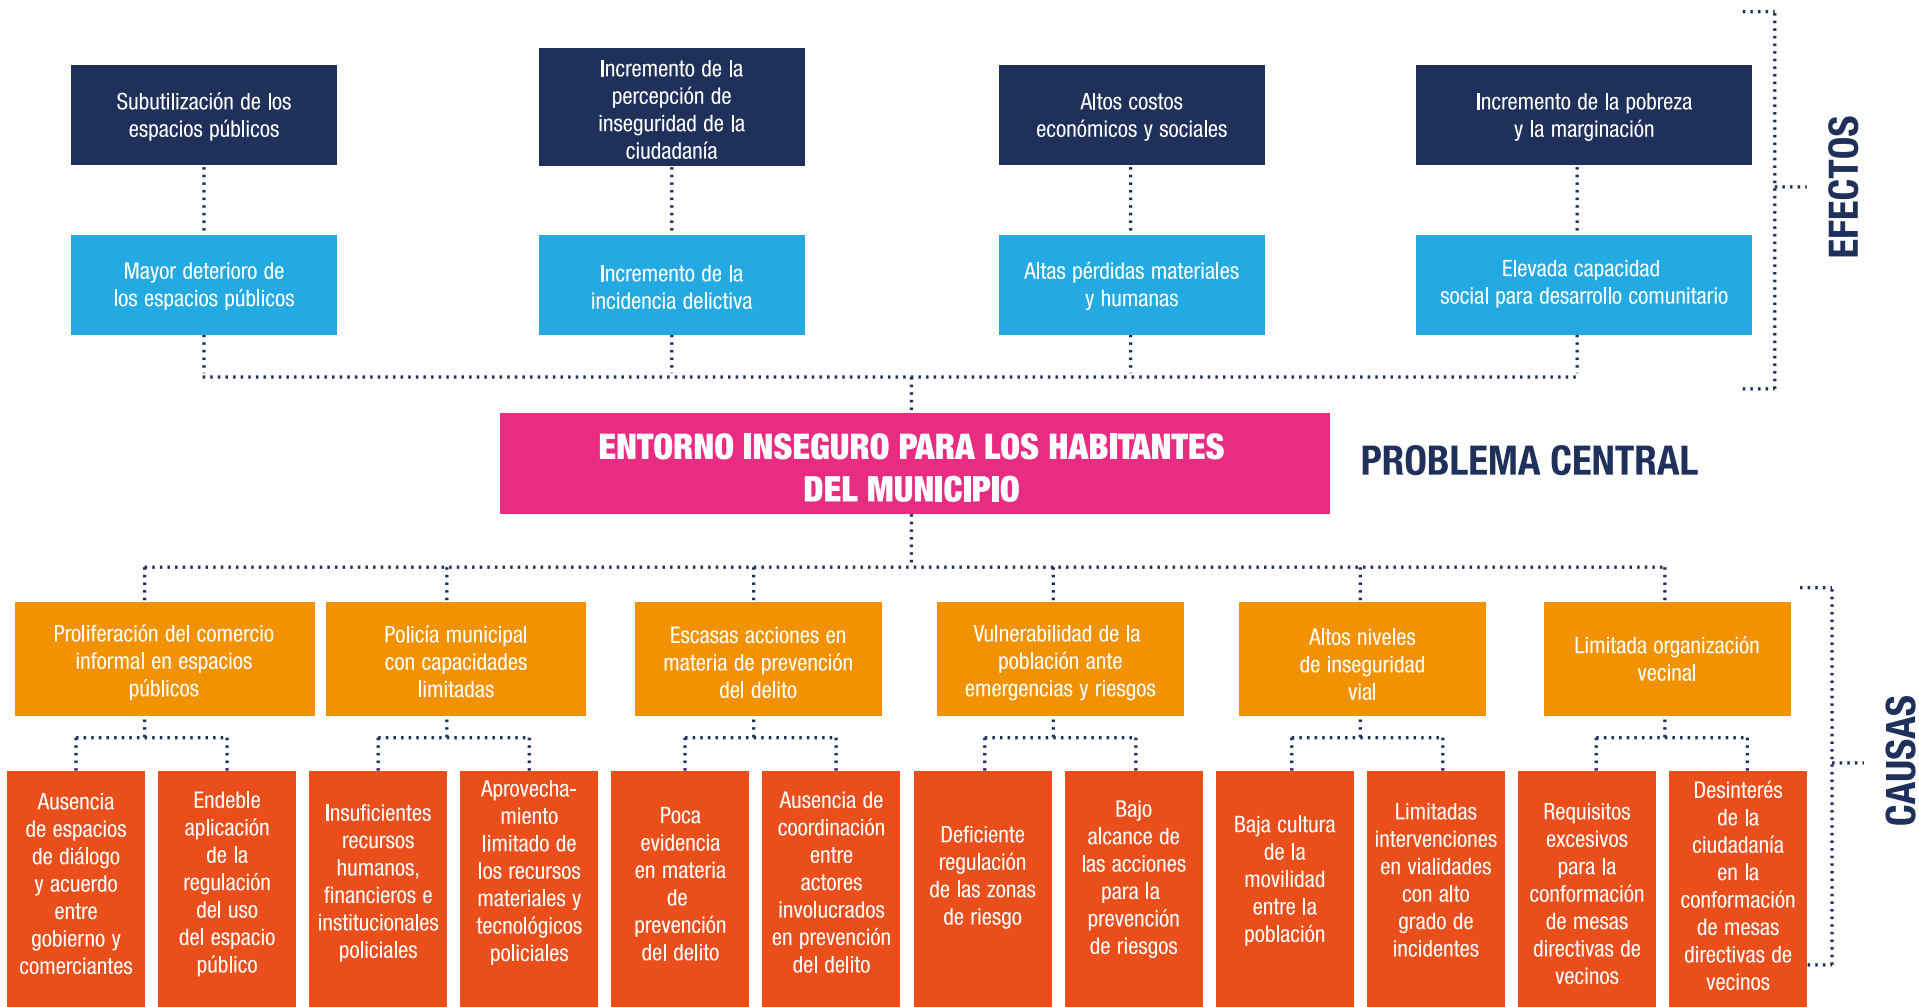 Subutilización de los
espacios públicos
Incremento de la
percepción de
inseguridad de la
ciudadanía
Altos costos
económicos y sociales
Incremento de la pobreza
y la marginación
EFECTOS
Mayor deterioro de
los espacios públicos
Incremento de la
incidencia delictiva
Altas pérdidas materiales
y humanas
Elevada capacidad
social para desarrollo comunitario
ENTORNO INSEGURO PARA LOS HABITANTES
DEL MUNICIPIO
PROBLEMA CENTRAL
Proliferación del comercio
informal en espacios
públicos
Policía municipal
con capacidades
limitadas
Escasas acciones en
materia de prevención
del delito
Vulnerabilidad de la
población ante
emergencias y riesgos
Altos niveles
de inseguridad
vial
Limitada organización
vecinal
CAUSAS
Ausencia
de espacios
de diálogo
y acuerdo
entre
gobierno y
comerciantes
Endeble
aplicación
de la
regulación
del uso
del espacio
público
Insuficientes
recursos
humanos,
financieros e
institucionales
policiales
Aprovecha-
miento
limitado de
los recursos
materiales y
tecnológicos
policiales
Poca
evidencia
en materia
de
prevención
del delito
Ausencia de
coordinación
entre
actores
involucrados
en prevención
del delito
Deficiente
regulación
de las zonas
de riesgo
Bajo
alcance de
las acciones
para la
prevención
de riesgos
Baja cultura
de la
movilidad
entre la
población
Limitadas
intervenciones
en vialidades
con alto
grado de
incidentes
Requisitos
excesivos
para la
conformación
de mesas
directivas de
vecinos
Desinterés
de la
ciudadanía
en la
conformación
de mesas
directivas de
vecinos